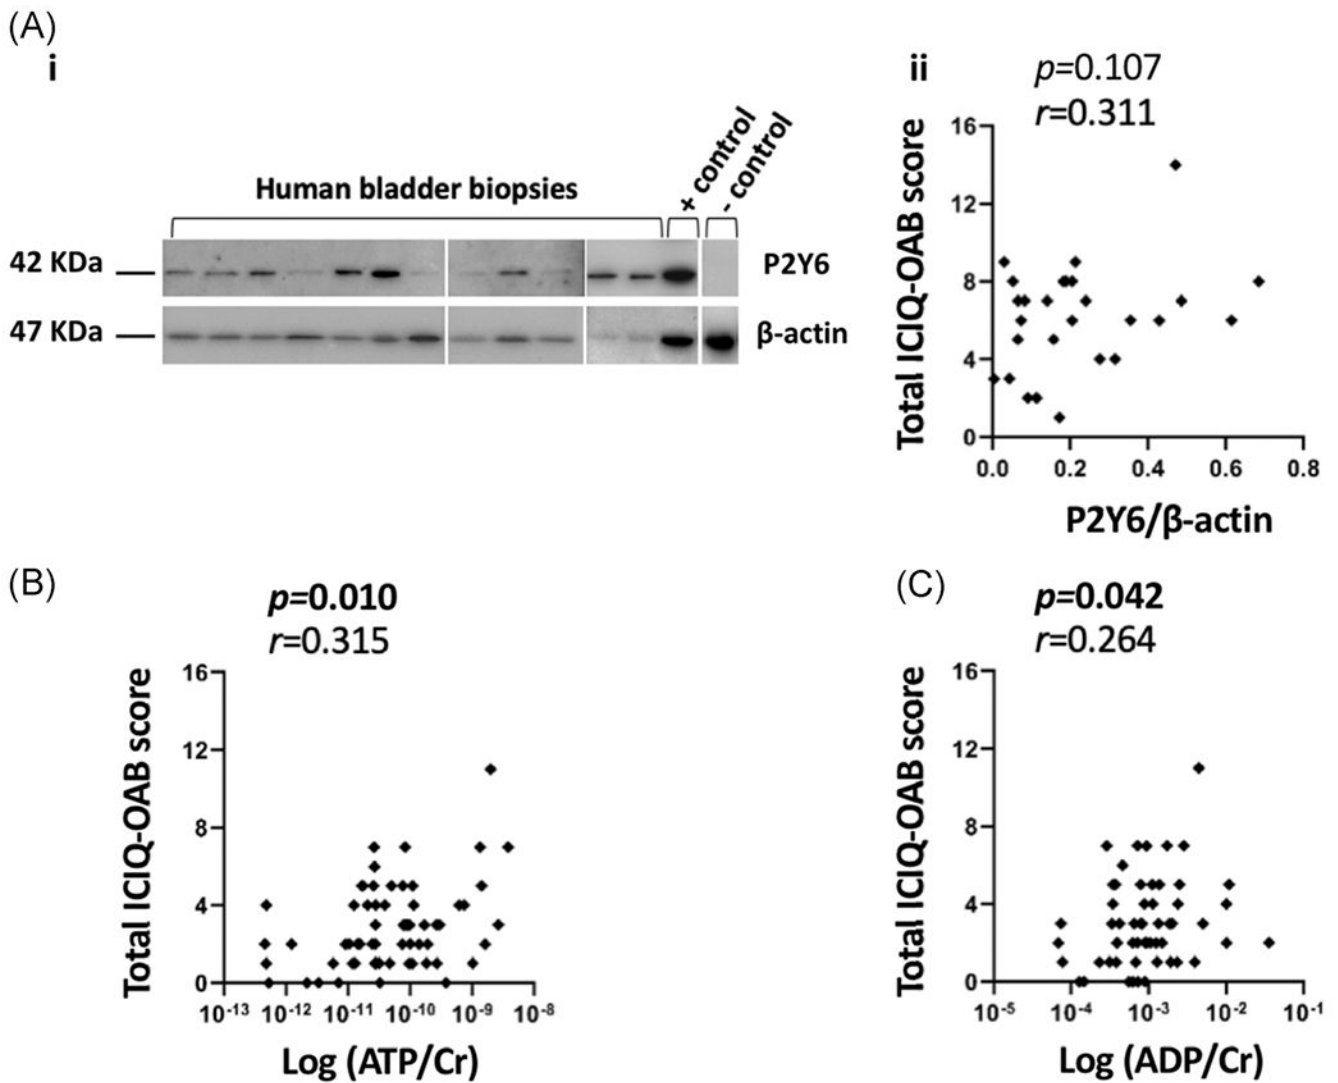 (A)
i
Human bladder biopsies
+ control
- control
42 KDa
P2Y6
47 KDa
β-actin
ii
p=0.107
r=0.311
Total ICIQ-OAB score
16
12
8
4
0
0.0 0.2 0.4 0.6 0.8
P2Y6/β-actin
(B)
p=0.010
r=0.315
Total ICIQ-OAB score
16
12
8
4
0
10-13 10-12 10-11 10-10 10-9 10-8
Log (ATP/Cr)
(C)
p=0.042
r=0.264
Total ICIQ-OAB score
16
12
8
4
0
10-5 10-4 10-3 10-2 10-1
Log (ADP/Cr)